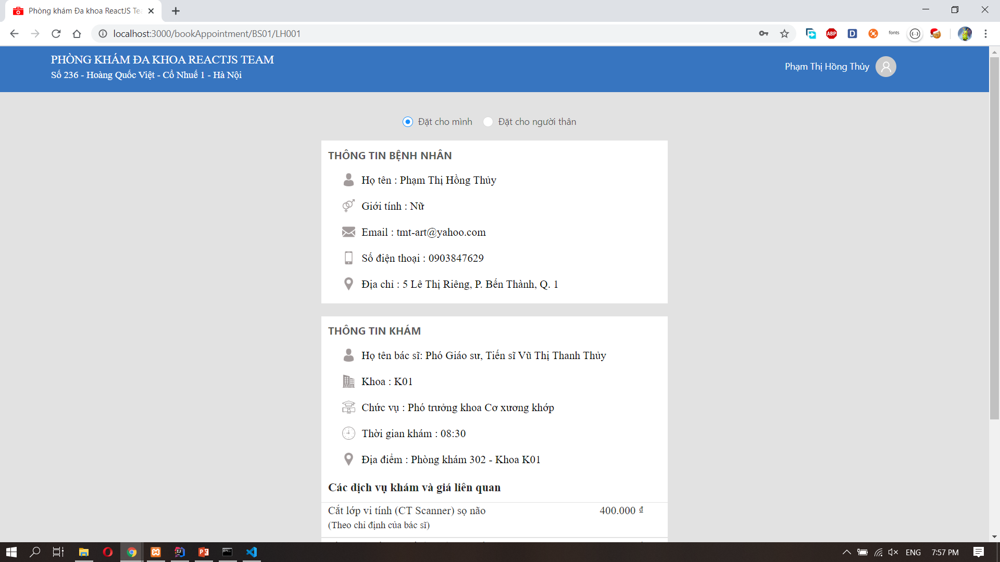 Phòng khám Đa khoa ReactJS Te
localhost:3000/bookAppointment/BS01/LH001
ABP
D
fonts
PHÒNG KHÁM ĐA KHOA REACTJS TEAM
Số 236 - Hoàng Quốc Việt - Cổ Nhuế 1 - Hà Nội
Phạm Thị Hồng Thủy
Đặt cho mình
Đặt cho người thân
THÔNG TIN BỆNH NHÂN
Họ tên : Phạm Thị Hồng Thủy
Giới tính : Nữ
Email : tmt-art@yahoo.com
Số điện thoại : 0903847629
Địa chỉ : 5 Lê Thị Riêng, P. Bến Thành, Q. 1
THÔNG TIN KHÁM
Họ tên bác sĩ: Phó Giáo sư, Tiến sĩ Vũ Thị Thanh Thủy
Khoa : K01
Chức vụ : Phó trưởng khoa Cơ xương khớp
Thời gian khám : 08:30
Địa điểm : Phòng khám 302 - Khoa K01
Các dịch vụ khám và giá liên quan
Cắt lớp vi tính (CT Scanner) sọ não 400.000 ₫
(Theo chỉ định của bác sĩ)
ENG
7:57 PM